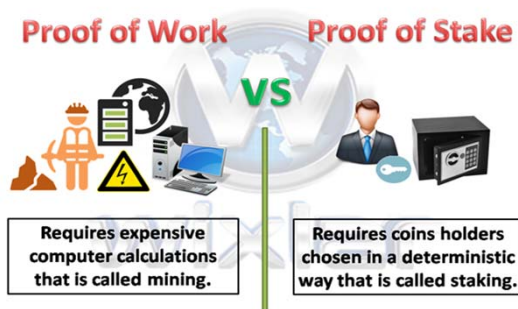 Proof of Work
Proof of Stake
VS
Requires expensive
computer calculations
that is called mining.
Requires coins holders
chosen in a deterministic
way that is called staking.
wixlar